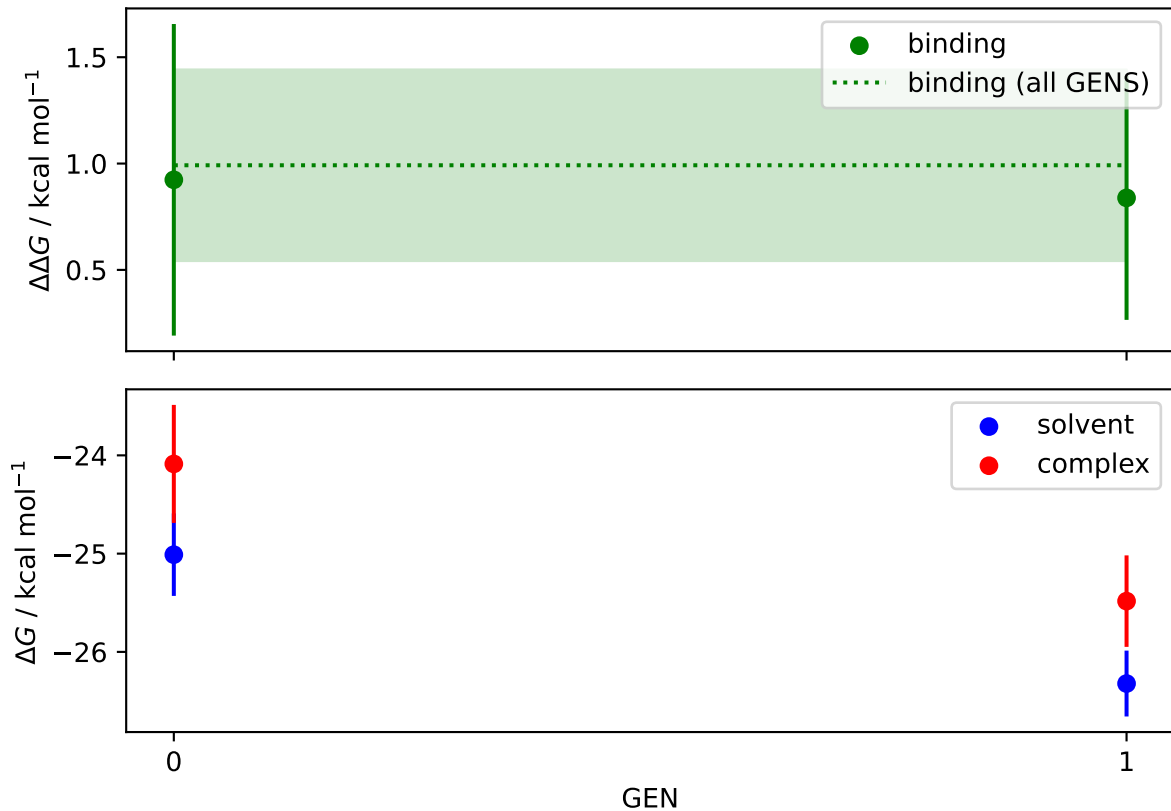 1.5
1.0
0.5
ΔΔG / kcal mol⁻¹
binding
binding (all GENS)
−24
−25
−26
ΔG / kcal mol⁻¹
solvent
complex
0
1
GEN